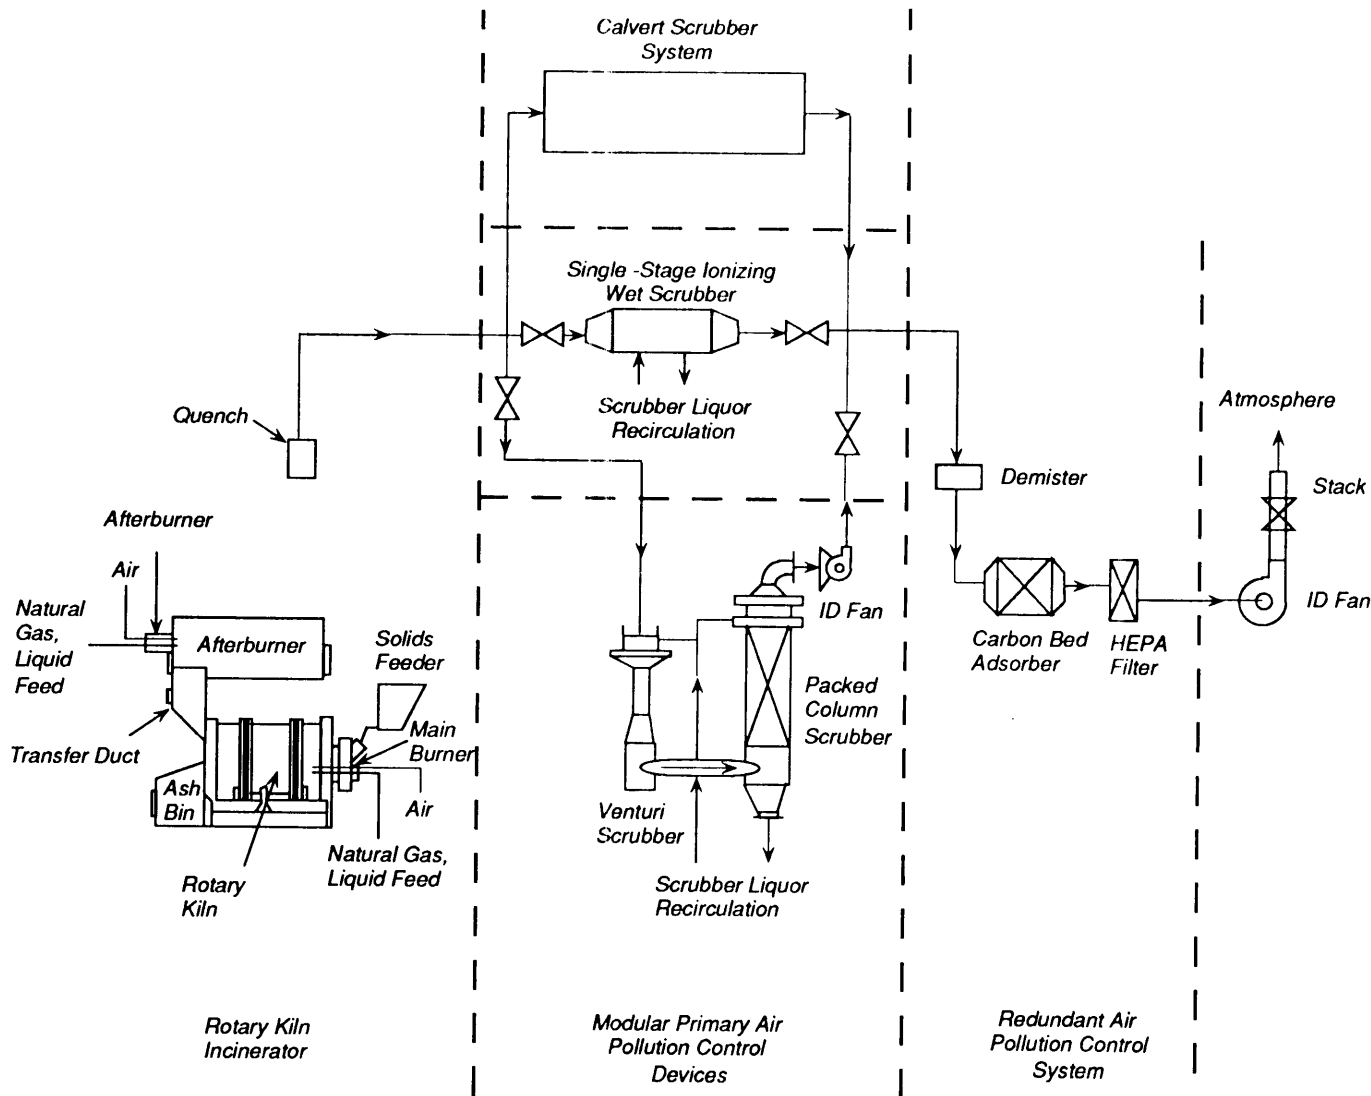 Calvert Scrubber
System
Single -Stage Ionizing
Wet Scrubber
Scrubber Liquor
Recirculation
Quench
Afterburner
Air
Natural
Gas,
Liquid
Feed
Afterburner
Solids
Feeder
Main
Burner
Transfer Duct
Ash
Bin
Air
Natural Gas,
Liquid Feed
Rotary
Kiln
ID Fan
Packed
Column
Scrubber
Venturi
Scrubber
Scrubber Liquor
Recirculation
Demister
Carbon Bed
Adsorber
HEPA
Filter
Atmosphere
Stack
ID Fan
Rotary Kiln
Incinerator
Modular Primary Air
Pollution Control
Devices
Redundant Air
Pollution Control
System